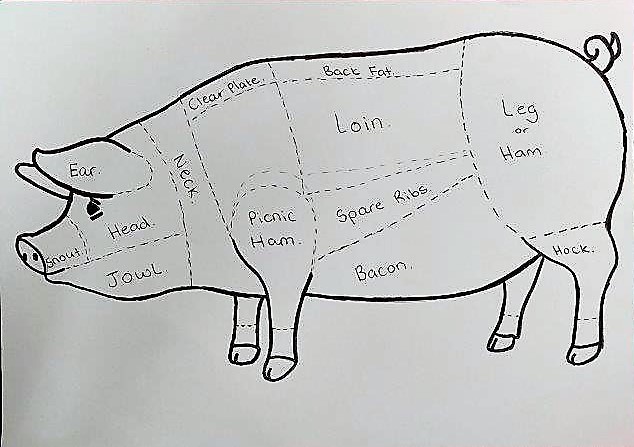 Clear Plate.
Back Fat.
Leg
or
Ham.
Loin.
Ear.
Neck.
Picnic
Ham.
Spare Ribs.
Head.
Snout.
Jowl.
Bacon.
Hock.